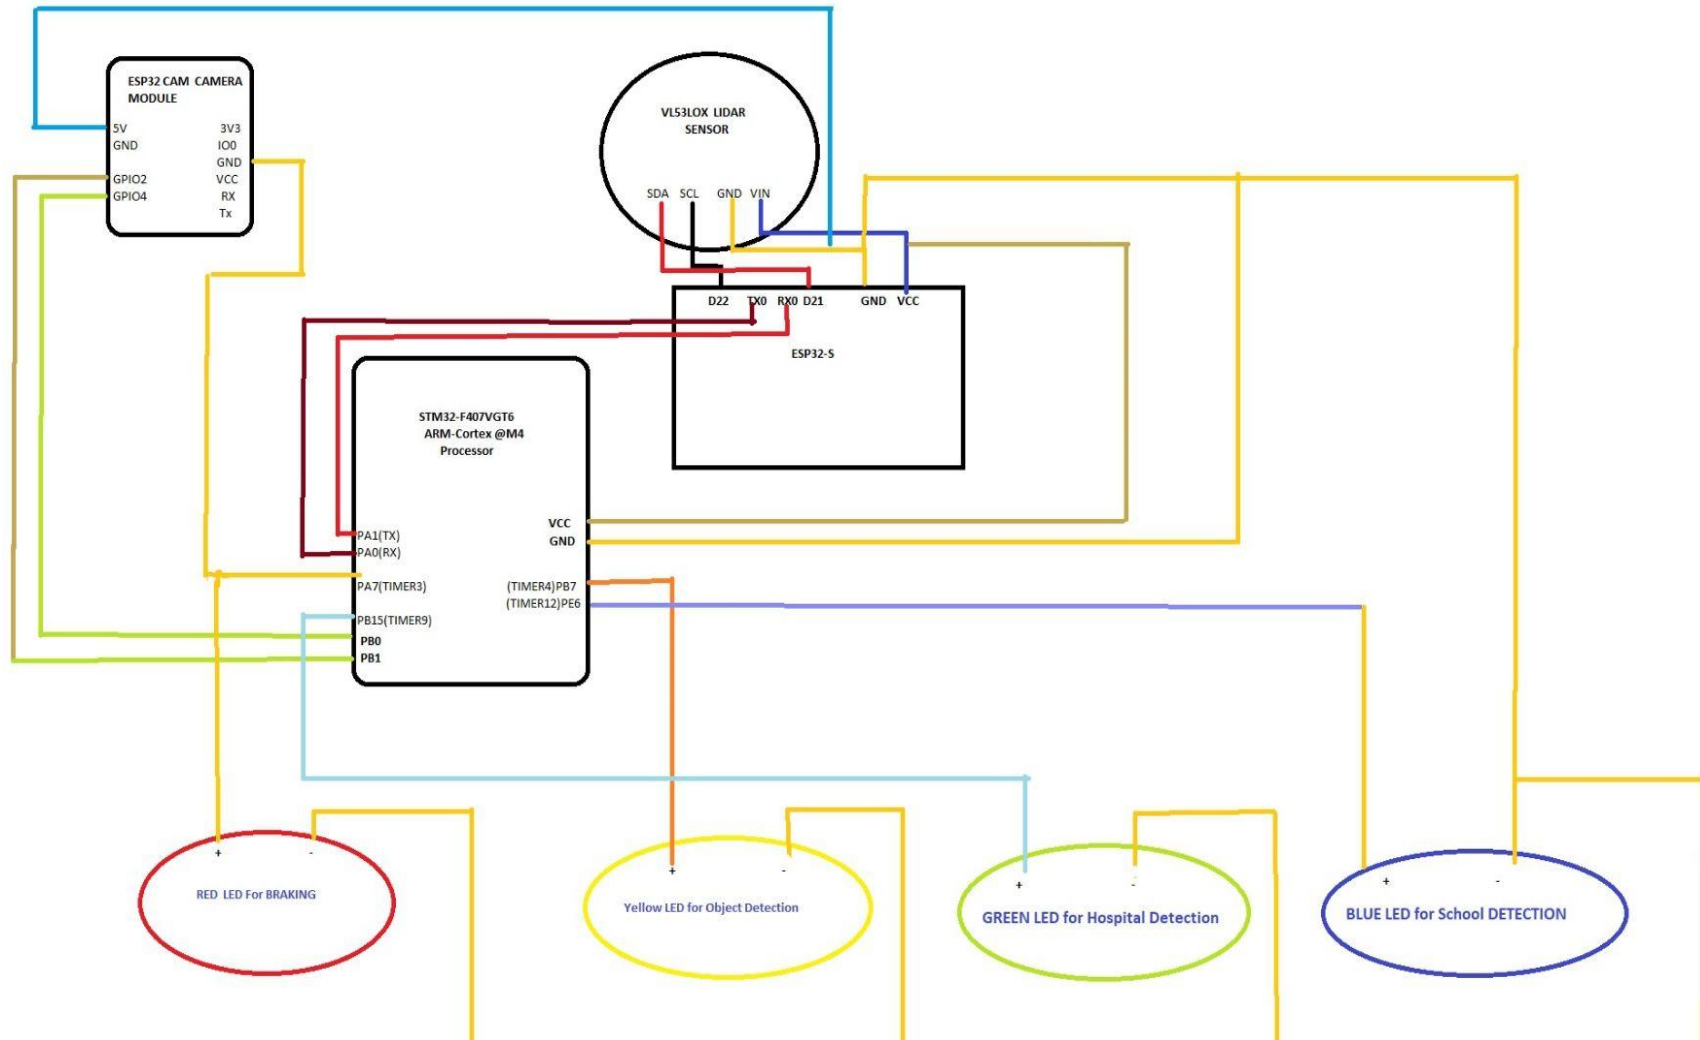 ESP32 CAM CAMERA
MODULE
5V
GND
GPIO2
GPIO4
3V3
IO0
GND
VCC
RX
Tx
VL53LOX LIDAR
SENSOR
SDA SCL GND VIN
D22 TX0 RX0 D21 GND VCC
ESP32-S
STM32-F407VGT6
ARM-Cortex @M4
Processor
PA1(TX)
PA0(RX)
PA7(TIMER3)
PB15(TIMER9)
PB0
PB1
VCC
GND
(TIMER4)PB7
(TIMER12)PE6
+ -
RED LED For BRAKING
+ -
Yellow LED for Object Detection
+ -
GREEN LED for Hospital Detection
+ -
BLUE LED for School DETECTION